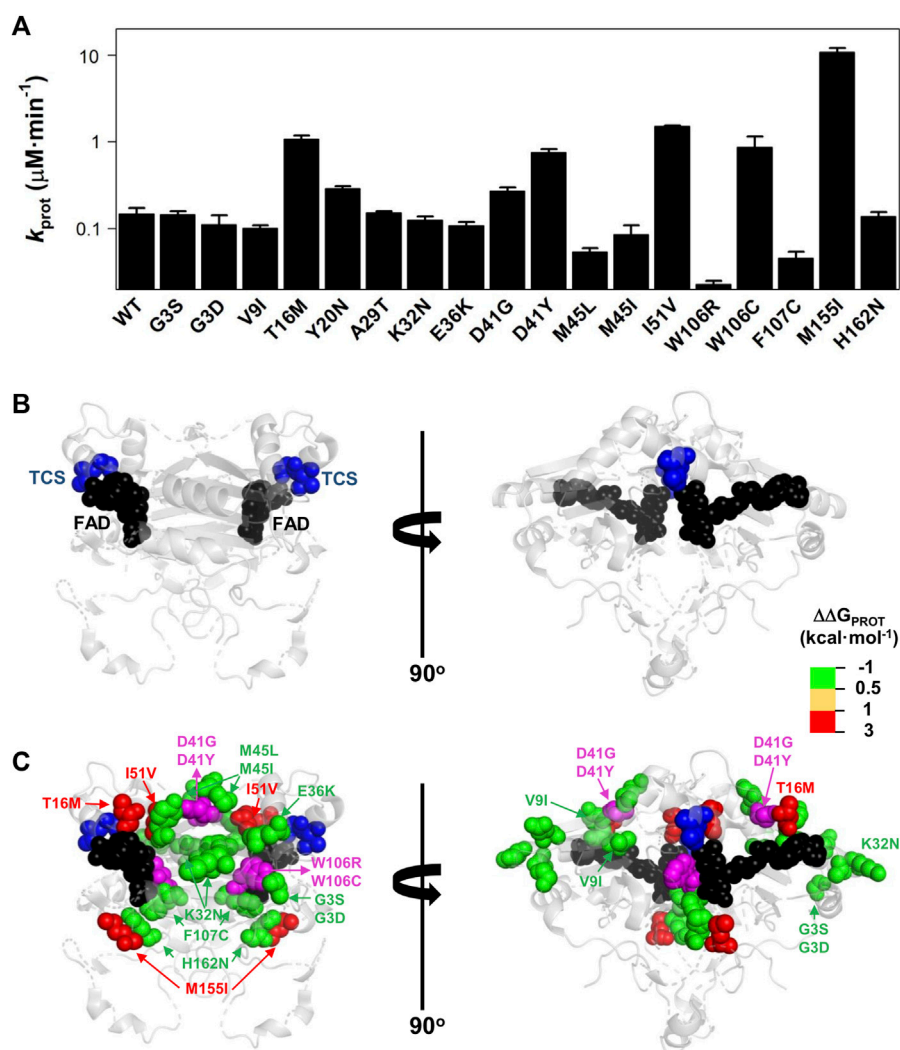 A
k_prot (μM·min⁻¹)
10
1
0.1
WT G3S G3D V9I T16M Y20N A29T K32N E36K D41G D41Y M45L M45I I51V W106R W106C F107C M155I H162N
B
TCS
TCS
FAD
FAD
90º
ΔΔG_PROT
(kcal·mol⁻¹)
-1
0.5
1
3
C
D41G
D41Y
M45L
M45I
I51V
I51V
T16M
E36K
W106R
W106C
G3S
G3D
K32N
F107C
H162N
M155I
90º
D41G
D41Y
D41G
D41Y
T16M
V9I
V9I
K32N
G3S
G3D